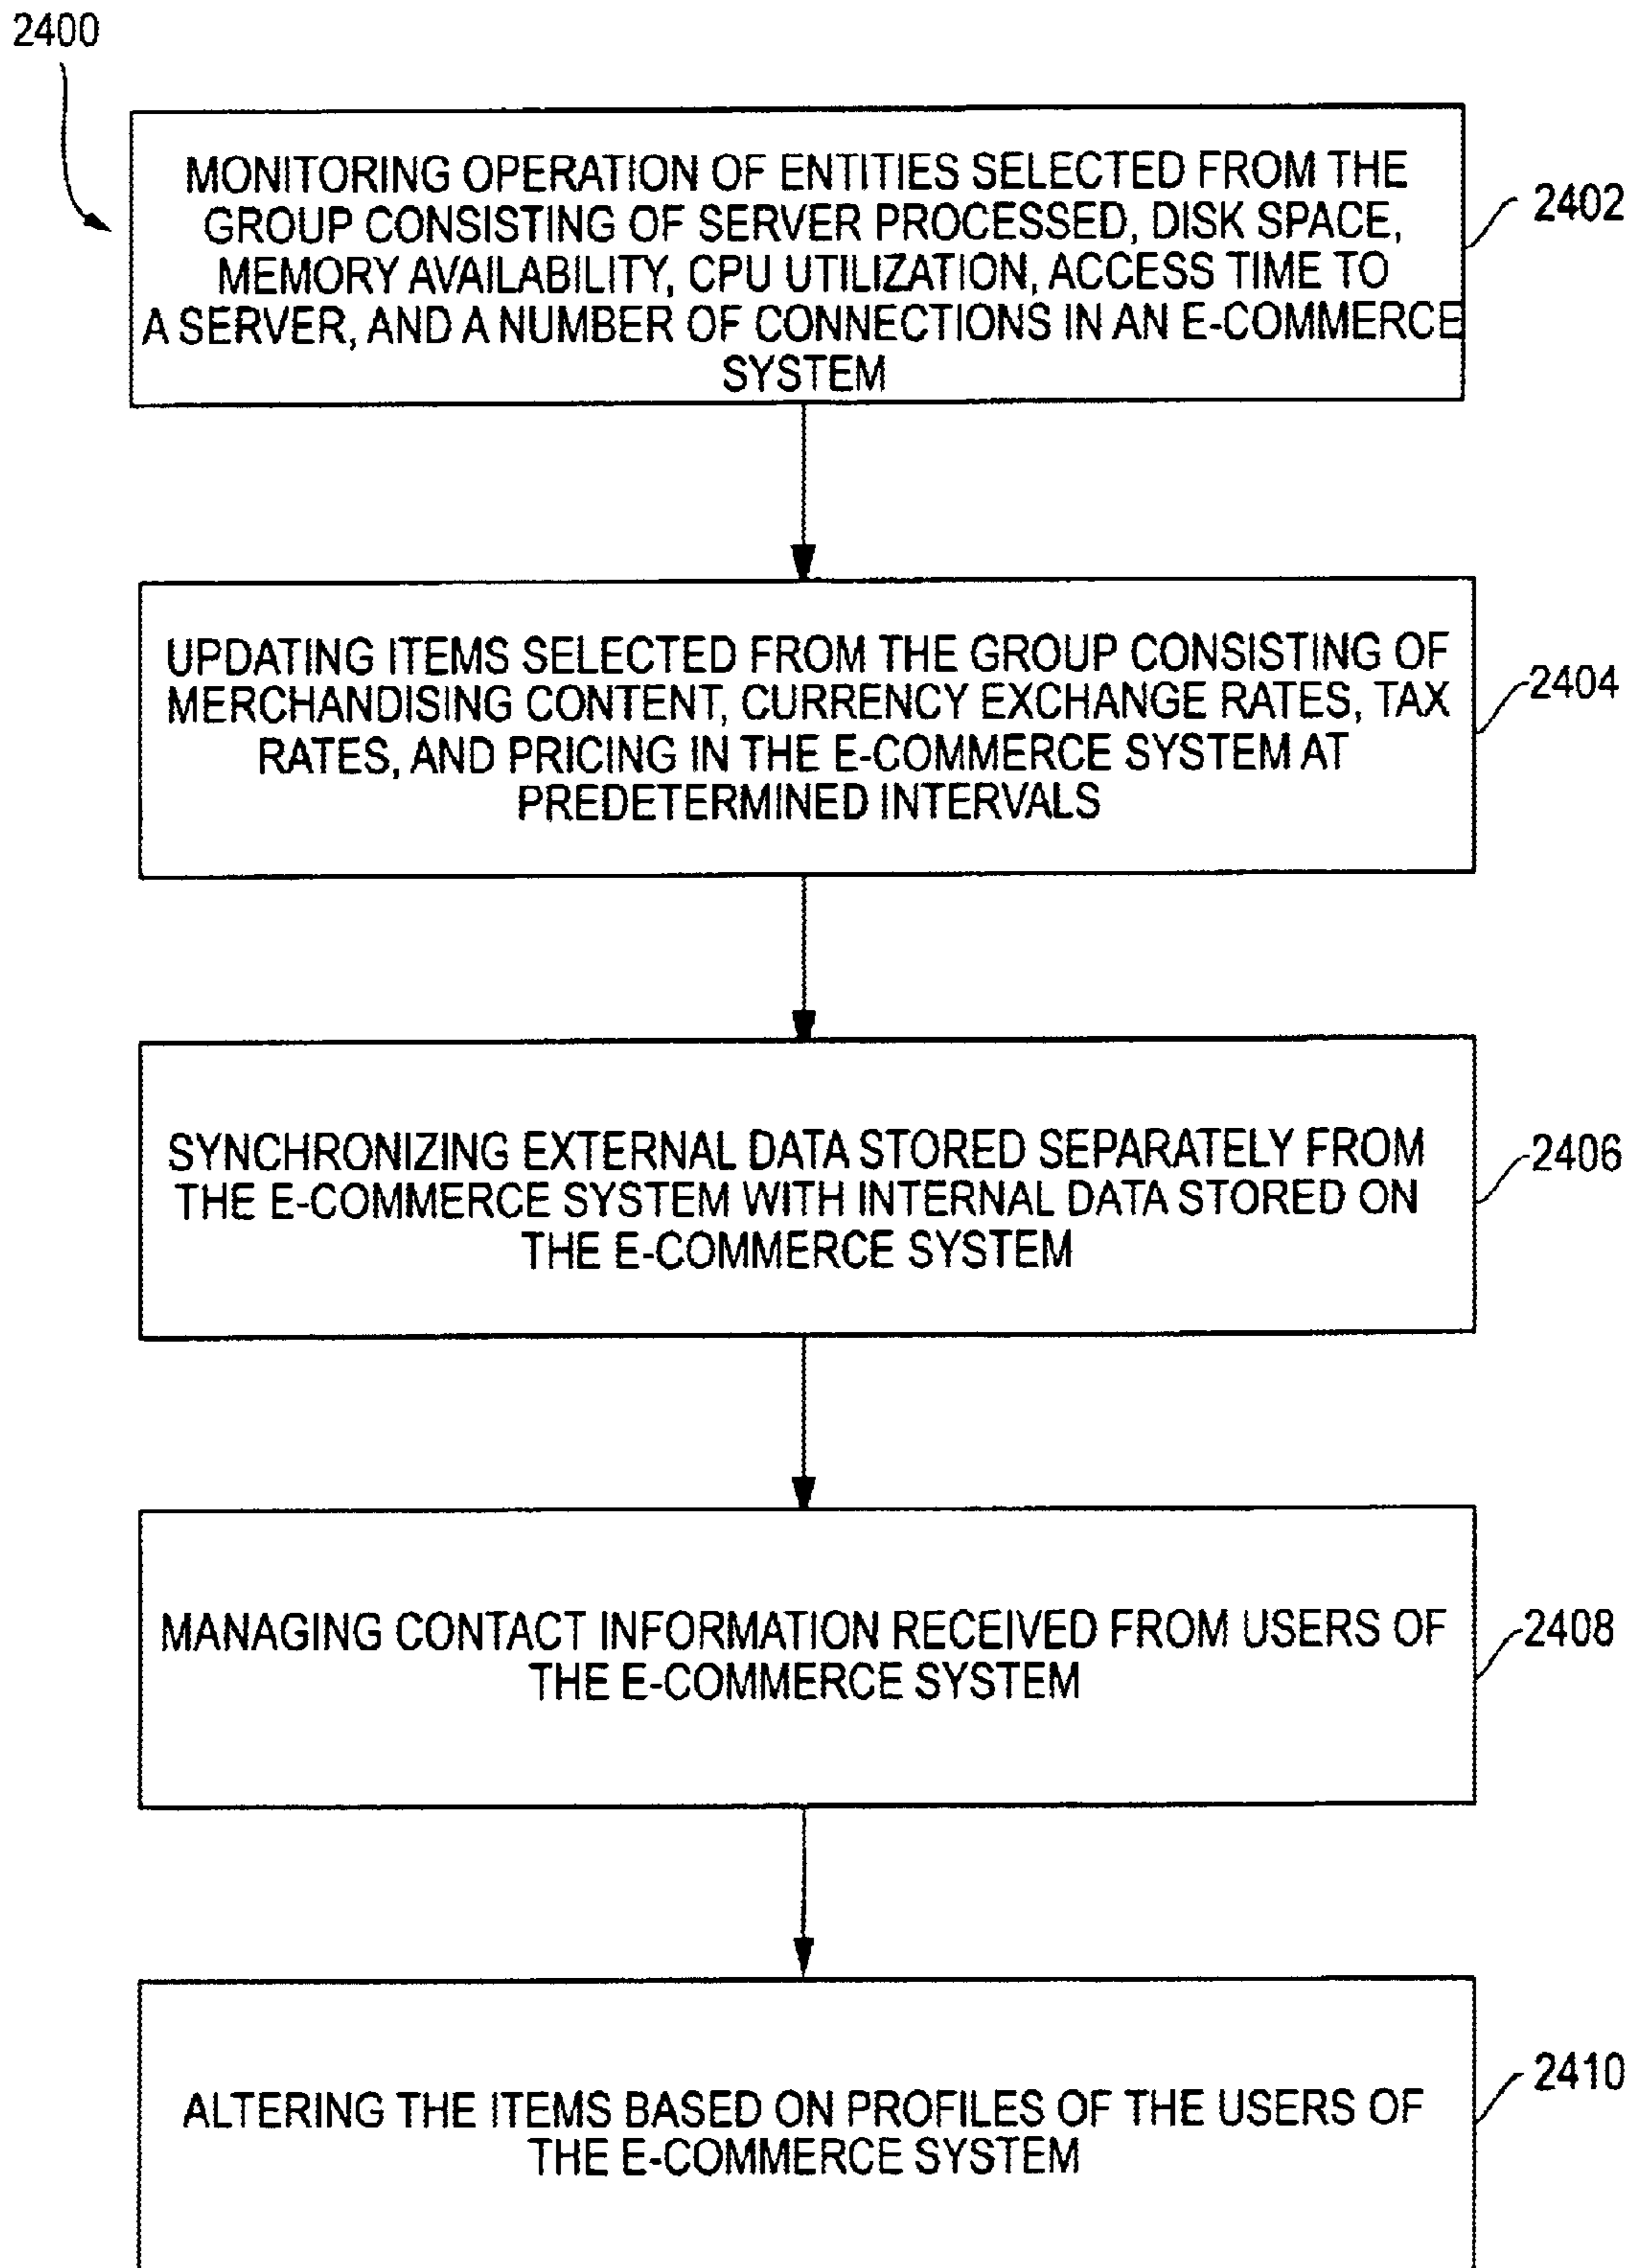 2400
MONITORING OPERATION OF ENTITIES SELECTED FROM THE
GROUP CONSISTING OF SERVER PROCESSED, DISK SPACE,
MEMORY AVAILABILITY, CPU UTILIZATION, ACCESS TIME TO
A SERVER, AND A NUMBER OF CONNECTIONS IN AN E-COMMERCE
SYSTEM
2402
UPDATING ITEMS SELECTED FROM THE GROUP CONSISTING OF
MERCHANDISING CONTENT, CURRENCY EXCHANGE RATES, TAX
RATES, AND PRICING IN THE E-COMMERCE SYSTEM AT
PREDETERMINED INTERVALS
2404
SYNCHRONIZING EXTERNAL DATA STORED SEPARATELY FROM
THE E-COMMERCE SYSTEM WITH INTERNAL DATA STORED ON
THE E-COMMERCE SYSTEM
2406
MANAGING CONTACT INFORMATION RECEIVED FROM USERS OF
THE E-COMMERCE SYSTEM
2408
ALTERING THE ITEMS BASED ON PROFILES OF THE USERS OF
THE E-COMMERCE SYSTEM
2410